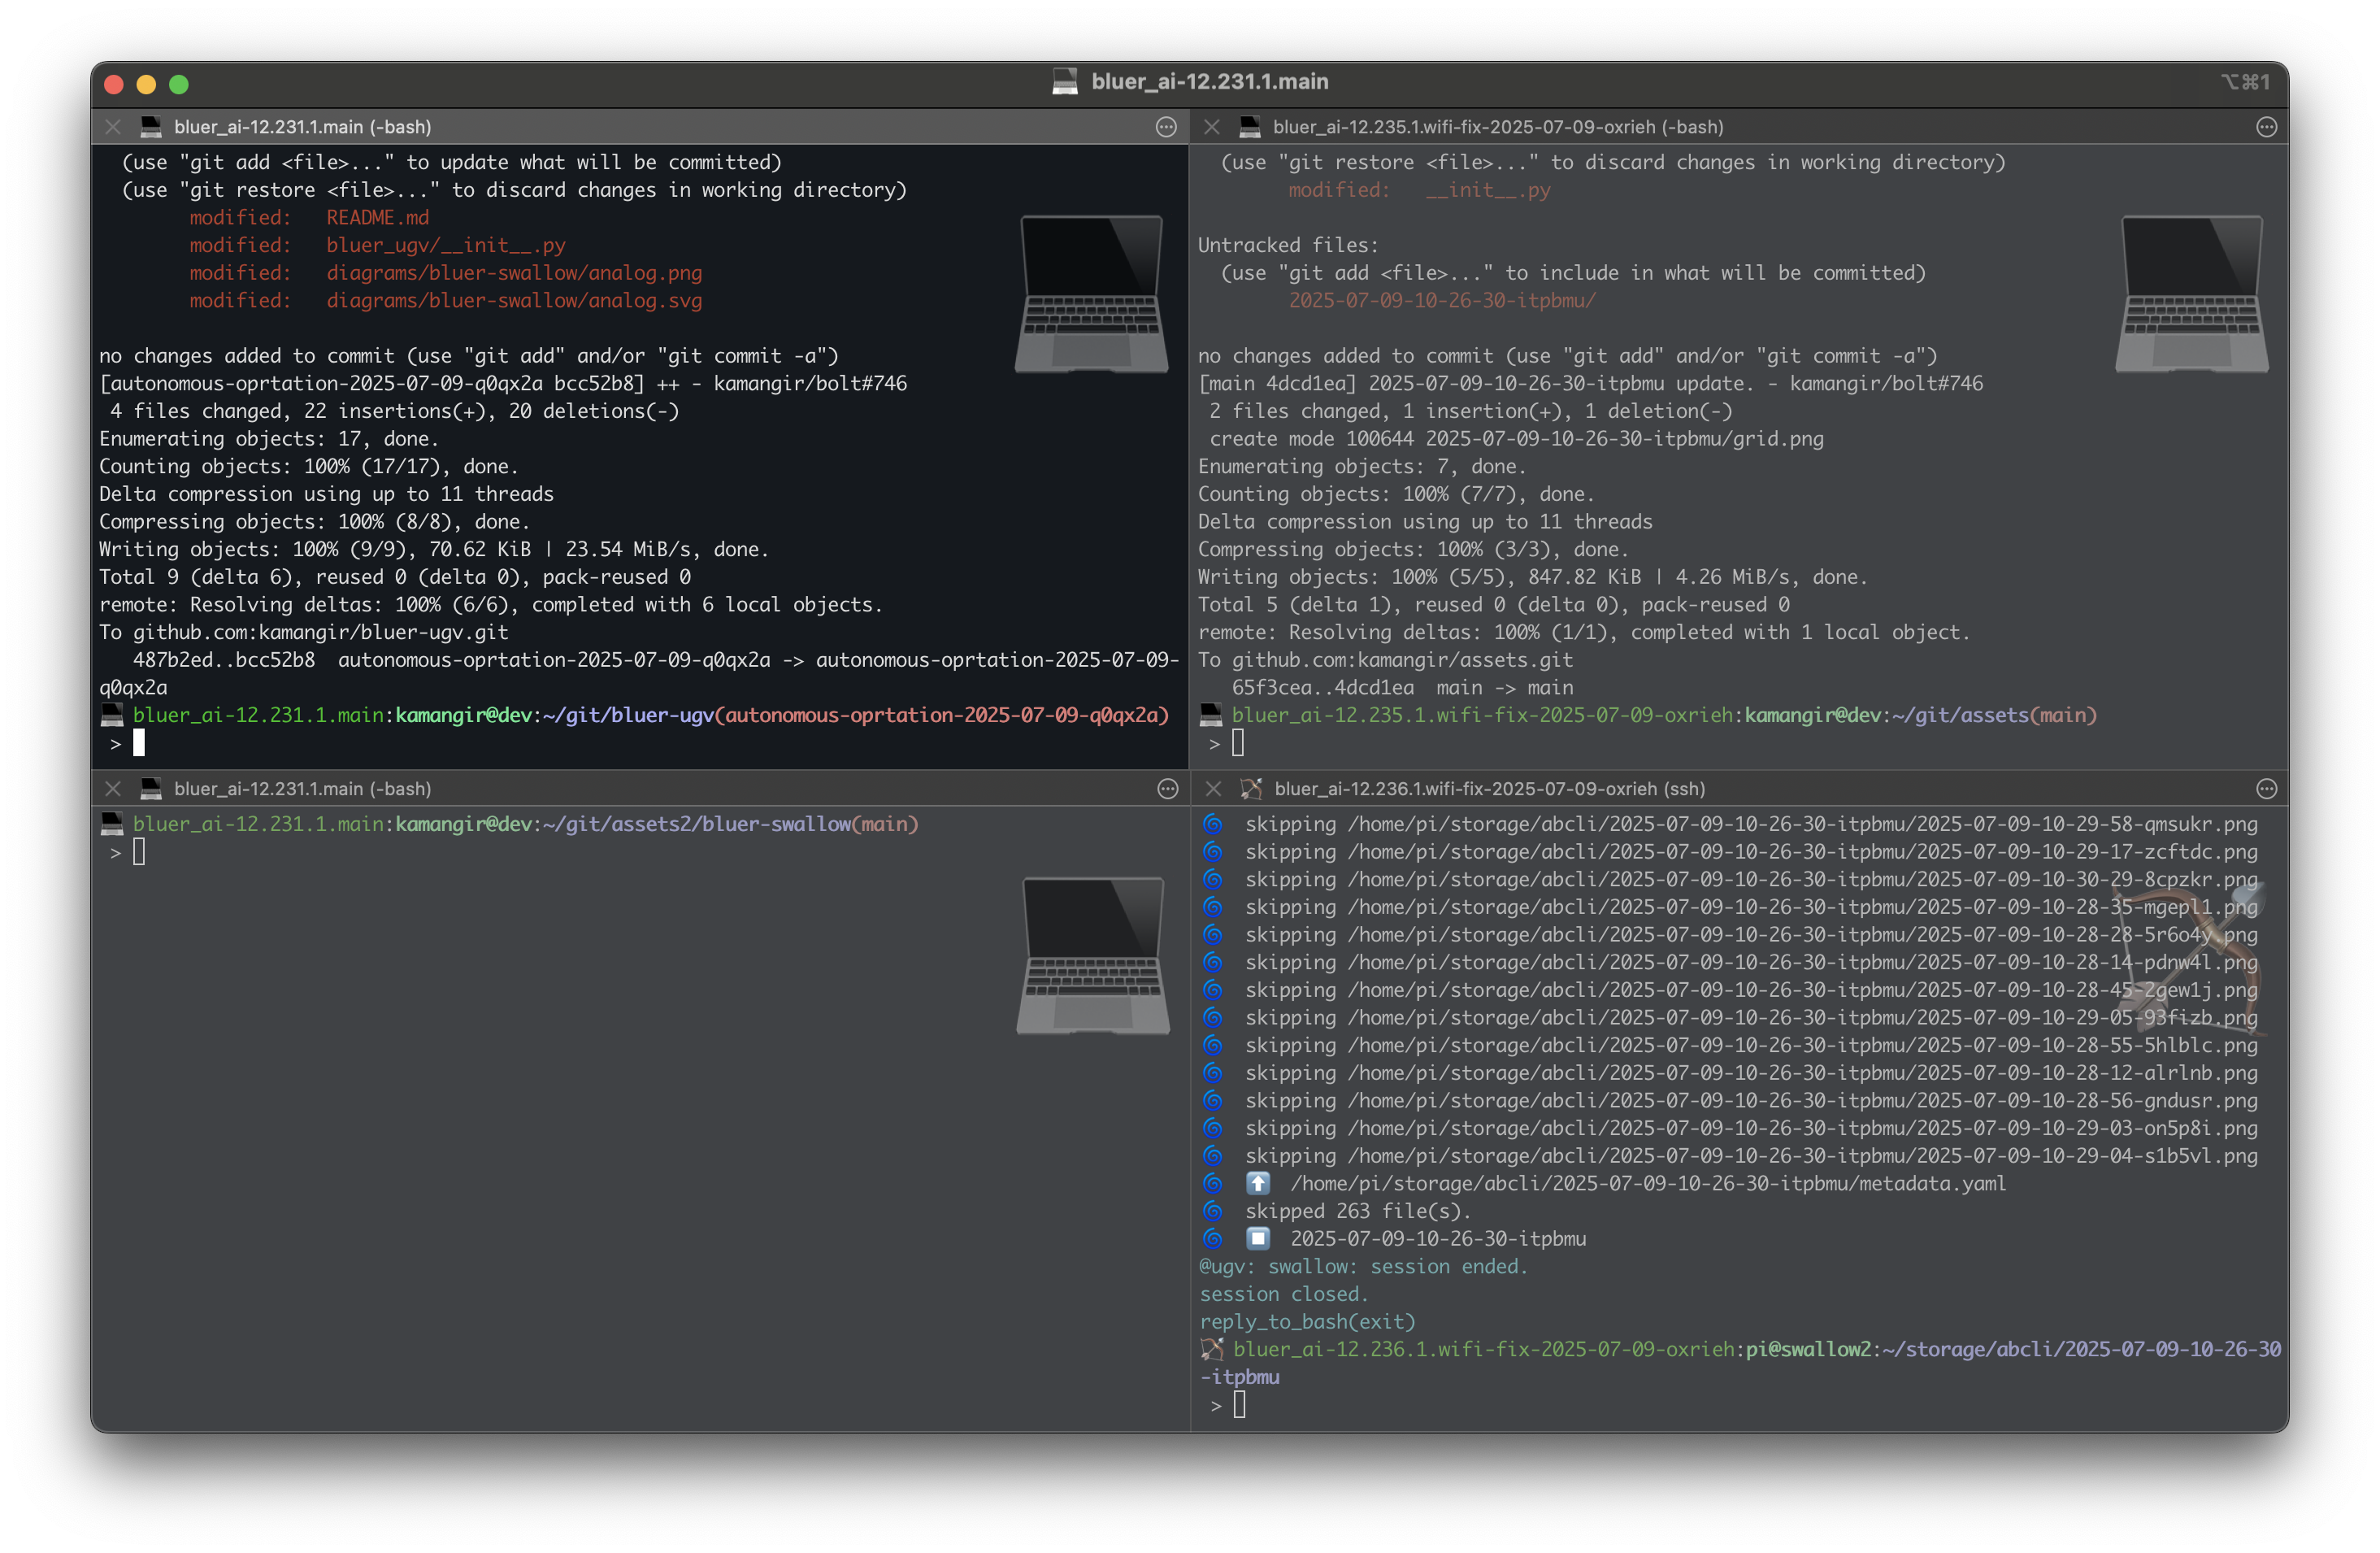 bluer_ai-12.231.1.main
⌥⌘1
bluer_ai-12.231.1.main (-bash)
(use "git add <file>..." to update what will be committed)
(use "git restore <file>..." to discard changes in working directory)
modified:   README.md
modified:   bluer_ugv/__init__.py
modified:   diagrams/bluer-swallow/analog.png
modified:   diagrams/bluer-swallow/analog.svg
no changes added to commit (use "git add" and/or "git commit -a")
[autonomous-oprtation-2025-07-09-q0qx2a bcc52b8] ++ - kamangir/bolt#746
4 files changed, 22 insertions(+), 20 deletions(-)
Enumerating objects: 17, done.
Counting objects: 100% (17/17), done.
Delta compression using up to 11 threads
Compressing objects: 100% (8/8), done.
Writing objects: 100% (9/9), 70.62 KiB | 23.54 MiB/s, done.
Total 9 (delta 6), reused 0 (delta 0), pack-reused 0
remote: Resolving deltas: 100% (6/6), completed with 6 local objects.
To github.com:kamangir/bluer-ugv.git
487b2ed..bcc52b8  autonomous-oprtation-2025-07-09-q0qx2a -> autonomous-oprtation-2025-07-09-
q0qx2a
bluer_ai-12.231.1.main:kamangir@dev:~/git/bluer-ugv(autonomous-oprtation-2025-07-09-q0qx2a)
>
bluer_ai-12.235.1.wifi-fix-2025-07-09-oxrieh (-bash)
(use "git restore <file>..." to discard changes in working directory)
modified:   __init__.py
Untracked files:
(use "git add <file>..." to include in what will be committed)
2025-07-09-10-26-30-itpbmu/
no changes added to commit (use "git add" and/or "git commit -a")
[main 4dcd1ea] 2025-07-09-10-26-30-itpbmu update. - kamangir/bolt#746
2 files changed, 1 insertion(+), 1 deletion(-)
create mode 100644 2025-07-09-10-26-30-itpbmu/grid.png
Enumerating objects: 7, done.
Counting objects: 100% (7/7), done.
Delta compression using up to 11 threads
Compressing objects: 100% (3/3), done.
Writing objects: 100% (5/5), 847.82 KiB | 4.26 MiB/s, done.
Total 5 (delta 1), reused 0 (delta 0), pack-reused 0
remote: Resolving deltas: 100% (1/1), completed with 1 local object.
To github.com:kamangir/assets.git
65f3cea..4dcd1ea  main -> main
bluer_ai-12.235.1.wifi-fix-2025-07-09-oxrieh:kamangir@dev:~/git/assets(main)
>
bluer_ai-12.231.1.main (-bash)
bluer_ai-12.231.1.main:kamangir@dev:~/git/assets2/bluer-swallow(main)
>
bluer_ai-12.236.1.wifi-fix-2025-07-09-oxrieh (ssh)
skipping /home/pi/storage/abcli/2025-07-09-10-26-30-itpbmu/2025-07-09-10-29-58-qmsukr.png
skipping /home/pi/storage/abcli/2025-07-09-10-26-30-itpbmu/2025-07-09-10-29-17-zcftdc.png
skipping /home/pi/storage/abcli/2025-07-09-10-26-30-itpbmu/2025-07-09-10-30-29-8cpzkr.png
skipping /home/pi/storage/abcli/2025-07-09-10-26-30-itpbmu/2025-07-09-10-28-35-mgepl1.png
skipping /home/pi/storage/abcli/2025-07-09-10-26-30-itpbmu/2025-07-09-10-28-28-5r6o4y.png
skipping /home/pi/storage/abcli/2025-07-09-10-26-30-itpbmu/2025-07-09-10-28-14-pdnw4l.png
skipping /home/pi/storage/abcli/2025-07-09-10-26-30-itpbmu/2025-07-09-10-28-45-2gew1j.png
skipping /home/pi/storage/abcli/2025-07-09-10-26-30-itpbmu/2025-07-09-10-29-05-93fizb.png
skipping /home/pi/storage/abcli/2025-07-09-10-26-30-itpbmu/2025-07-09-10-28-55-5hlblc.png
skipping /home/pi/storage/abcli/2025-07-09-10-26-30-itpbmu/2025-07-09-10-28-12-alrlnb.png
skipping /home/pi/storage/abcli/2025-07-09-10-26-30-itpbmu/2025-07-09-10-28-56-gndusr.png
skipping /home/pi/storage/abcli/2025-07-09-10-26-30-itpbmu/2025-07-09-10-29-03-on5p8i.png
skipping /home/pi/storage/abcli/2025-07-09-10-26-30-itpbmu/2025-07-09-10-29-04-s1b5vl.png
/home/pi/storage/abcli/2025-07-09-10-26-30-itpbmu/metadata.yaml
skipped 263 file(s).
2025-07-09-10-26-30-itpbmu
@ugv: swallow: session ended.
session closed.
reply_to_bash(exit)
bluer_ai-12.236.1.wifi-fix-2025-07-09-oxrieh:pi@swallow2:~/storage/abcli/2025-07-09-10-26-30
-itpbmu
>